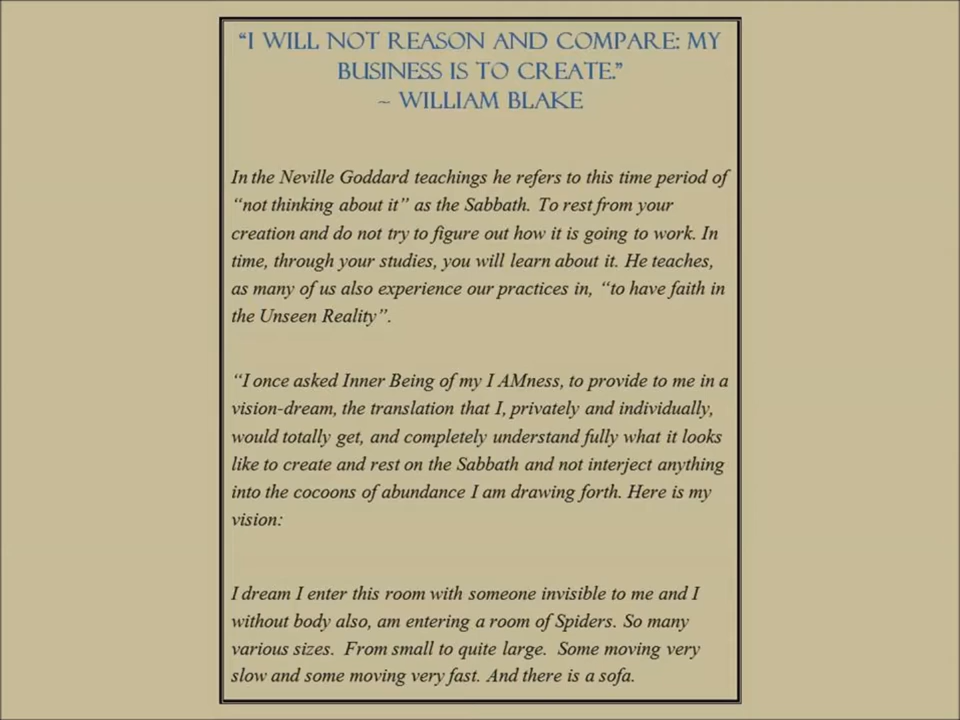 “I WILL NOT REASON AND COMPARE: MY
BUSINESS IS TO CREATE.”
~ WILLIAM BLAKE
In the Neville Goddard teachings he refers to this time period of
“not thinking about it” as the Sabbath. To rest from your
creation and do not try to figure out how it is going to work. In
time, through your studies, you will learn about it. He teaches,
as many of us also experience our practices in, “to have faith in
the Unseen Reality”.
“I once asked Inner Being of my I AMness, to provide to me in a
vision-dream, the translation that I, privately and individually,
would totally get, and completely understand fully what it looks
like to create and rest on the Sabbath and not interject anything
into the cocoons of abundance I am drawing forth. Here is my
vision:
I dream I enter this room with someone invisible to me and I
without body also, am entering a room of Spiders. So many
various sizes. From small to quite large. Some moving very
slow and some moving very fast. And there is a sofa.